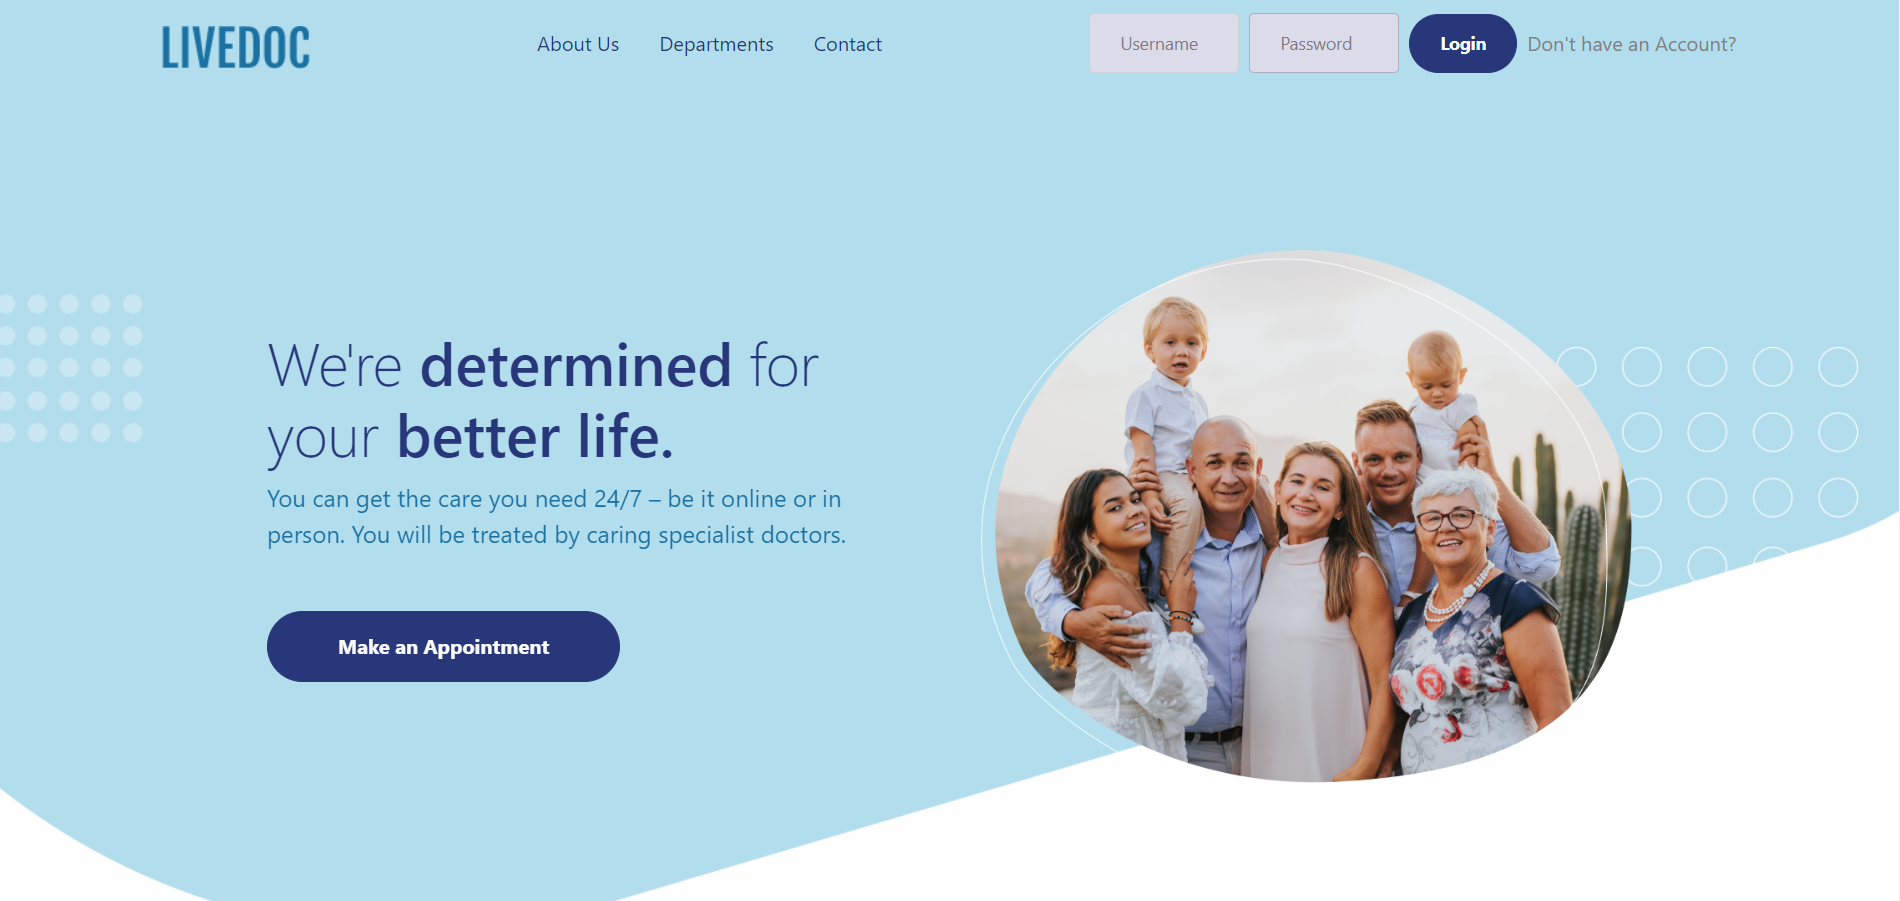 LIVEDOC
About Us
Departments
Contact
Username
Password
Login
Don't have an Account?
We're determined for
your better life.
You can get the care you need 24/7 – be it online or in
person. You will be treated by caring specialist doctors.
Make an Appointment